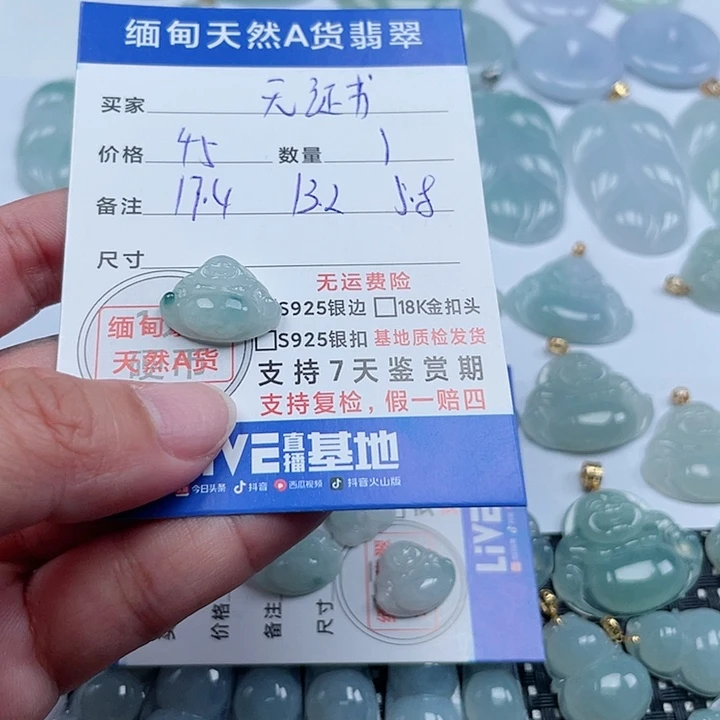 缅甸天然A货翡翠
买家 无证书
价格 45 数量 1
备注 17.4 13.2 5.8
尺寸
无运费险
S925银边 18K金扣头
S925银扣 基地质检发货
缅甸
天然A货
支持7天鉴赏期
支持复检，假一赔四
LIVE直播基地
今日头条 抖音 西瓜视频 抖音火山版
LIVE
价格
备注
尺寸